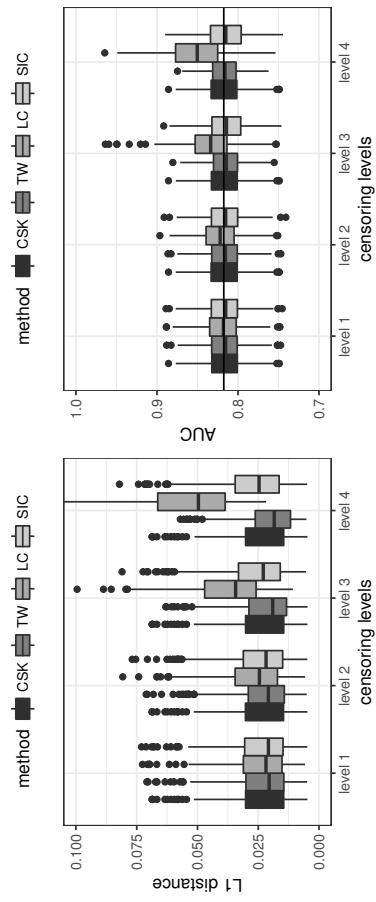 method CSK TW LC SIC
L1 distance
0.100
0.075
0.050
0.025
0.000
level 1 level 2 level 3 level 4
censoring levels
method CSK TW LC SIC
AUC
1.0
0.9
0.8
0.7
level 1 level 2 level 3 level 4
censoring levels